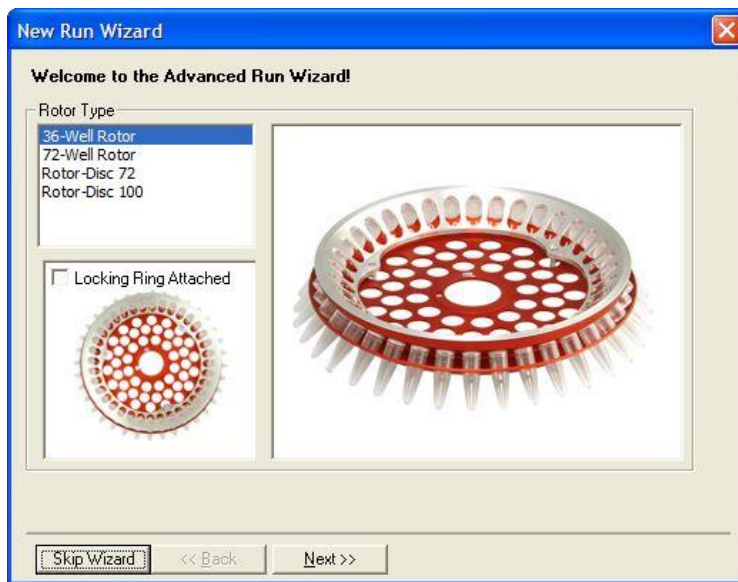 New Run Wizard
Welcome to the Advanced Run Wizard!
Rotor Type
36-Well Rotor
72-Well Rotor
Rotor-Disc 72
Rotor-Disc 100
Locking Ring Attached
Skip Wizard
<< Back
Next >>